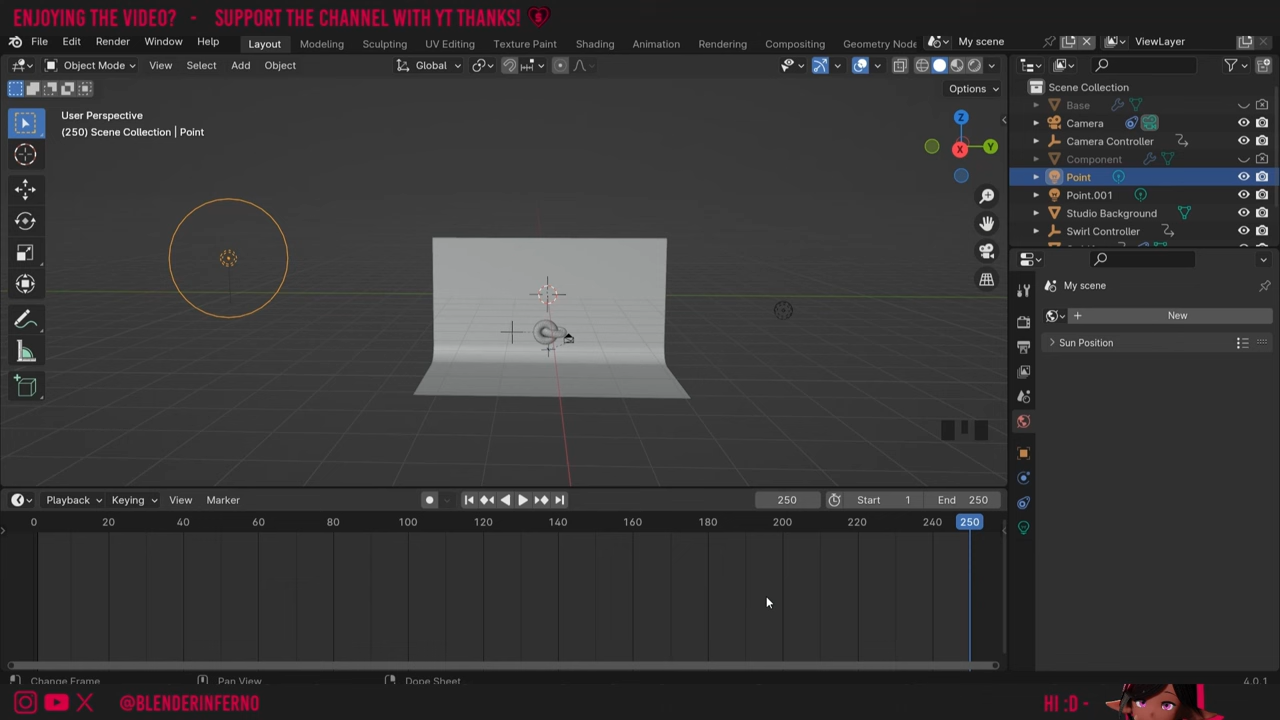 ENJOYING THE VIDEO? - SUPPORT THE CHANNEL WITH YT THANKS!
File Edit Render Window Help Layout Modeling Sculpting UV Editing Texture Paint Shading Animation Rendering Compositing Geometry Node My scene ViewLayer
Object Mode View Select Add Object Global
Options
User Perspective
(250) Scene Collection | Point
Z
Y
X
Scene Collection
Base
Camera
Camera Controller
Component
Point
Point.001
Studio Background
Swirl Controller
My scene
New
Sun Position
Playback Keying View Marker 250 Start 1 End 250
0 20 40 60 80 100 120 140 160 180 200 220 240 250
Change Frame Pan View Dope Sheet 4.0.1
@BLENDERINFERNO HI :D -